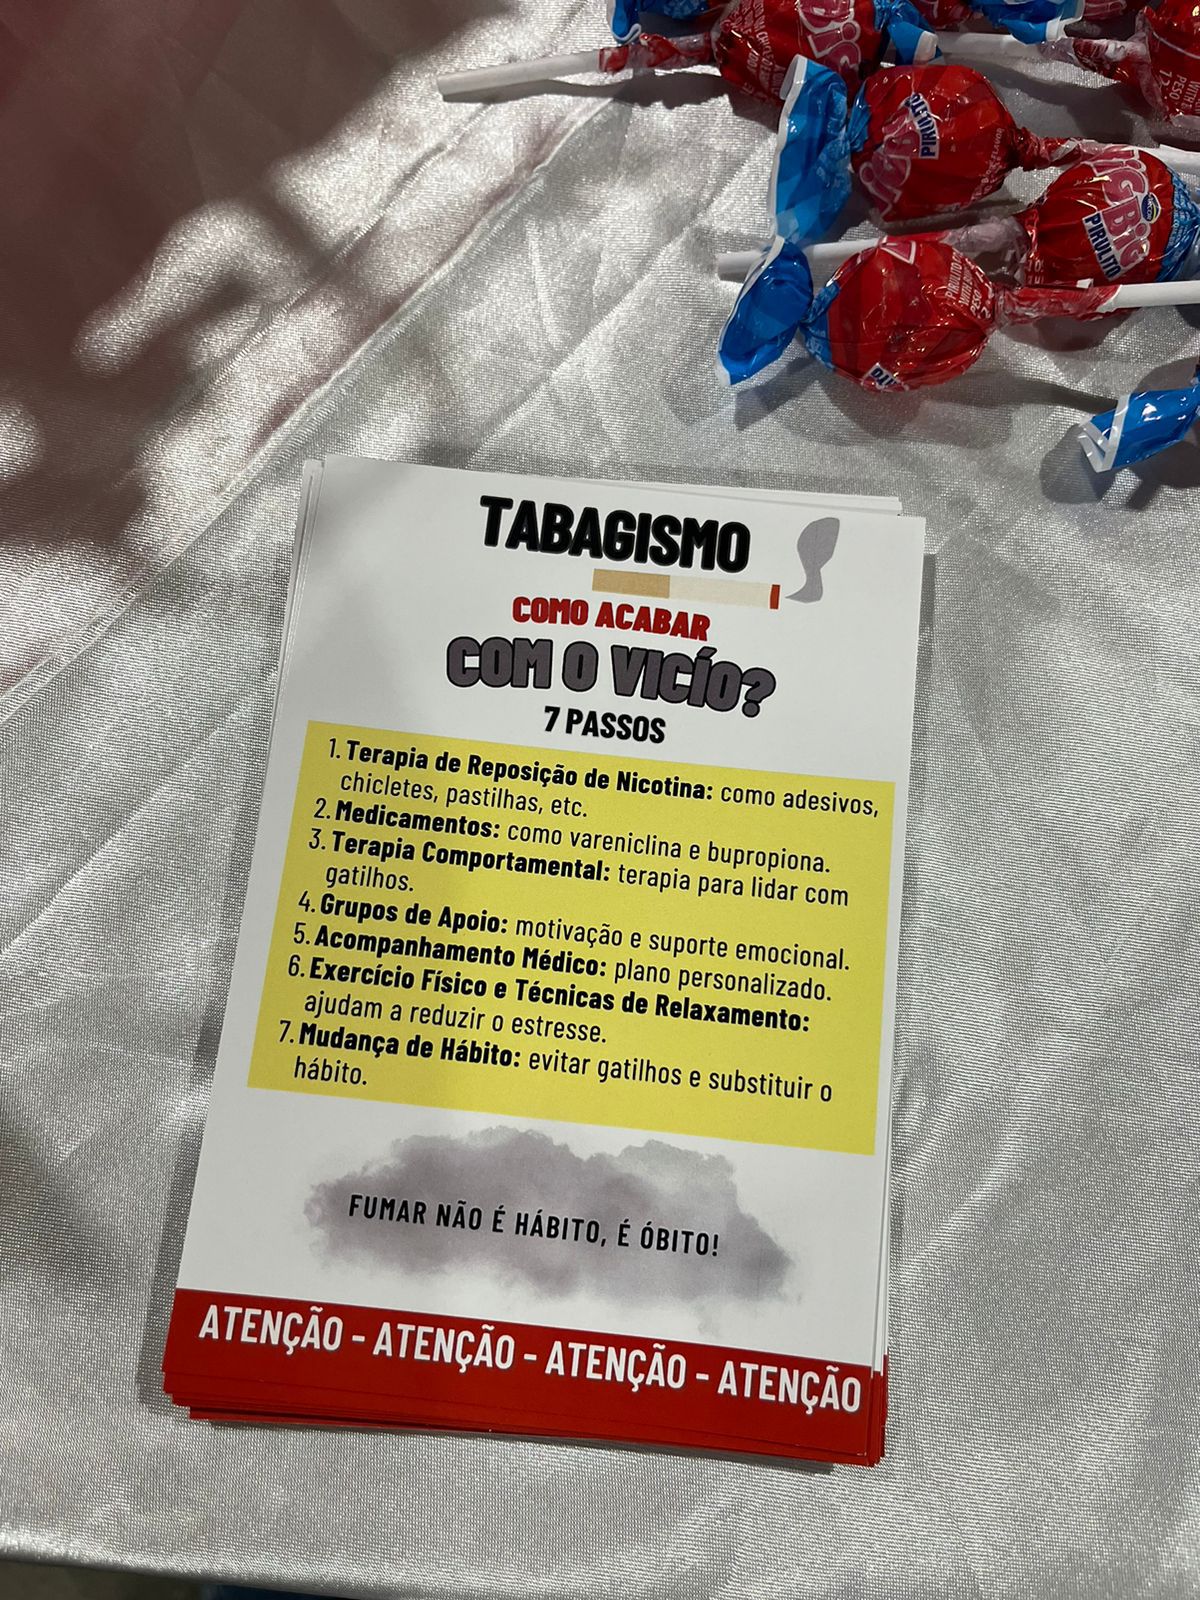 BIG BIG
PIRULITO
TABAGISMO
COMO ACABAR
COM O VICÍO?
7 PASSOS
1. Terapia de Reposição de Nicotina: como adesivos,
chicletes, pastilhas, etc.
2. Medicamentos: como vareniclina e bupropiona.
3. Terapia Comportamental: terapia para lidar com
gatilhos.
4. Grupos de Apoio: motivação e suporte emocional.
5. Acompanhamento Médico: plano personalizado.
6. Exercício Físico e Técnicas de Relaxamento:
ajudam a reduzir o estresse.
7. Mudança de Hábito: evitar gatilhos e substituir o
hábito.
FUMAR NÃO É HÁBITO, É ÓBITO!
ATENÇÃO - ATENÇÃO - ATENÇÃO - ATENÇÃO